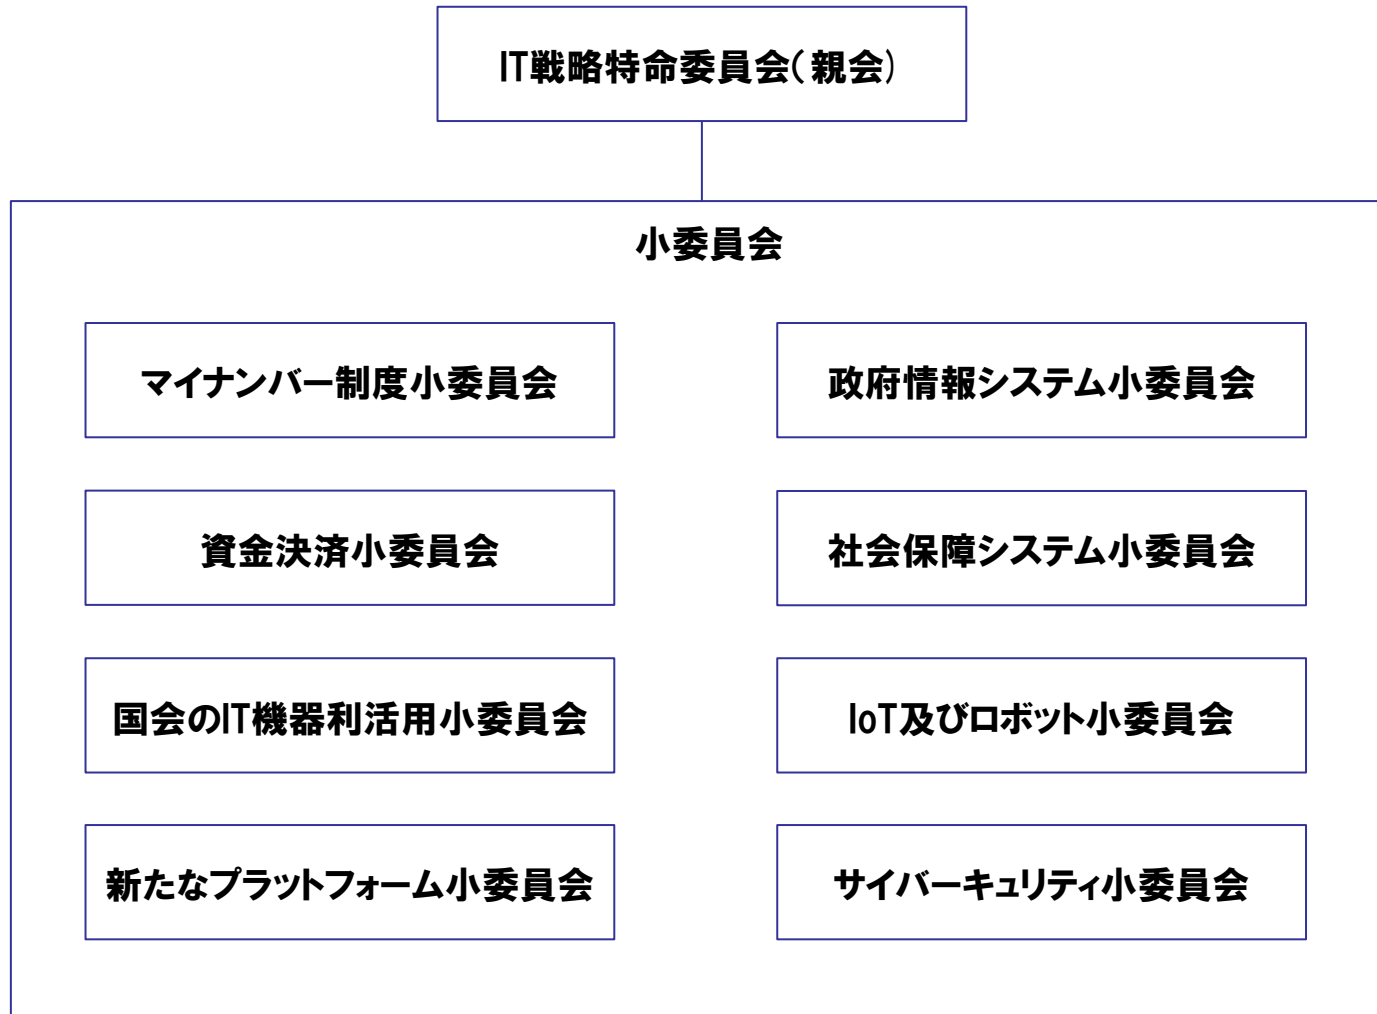 IT戦略特命委員会(親会)
小委員会
マイナンバー制度小委員会
政府情報システム小委員会
資金決済小委員会
社会保障システム小委員会
国会のIT機器利活用小委員会
IoT及びロボット小委員会
新たなプラットフォーム小委員会
サイバーキュリティ小委員会